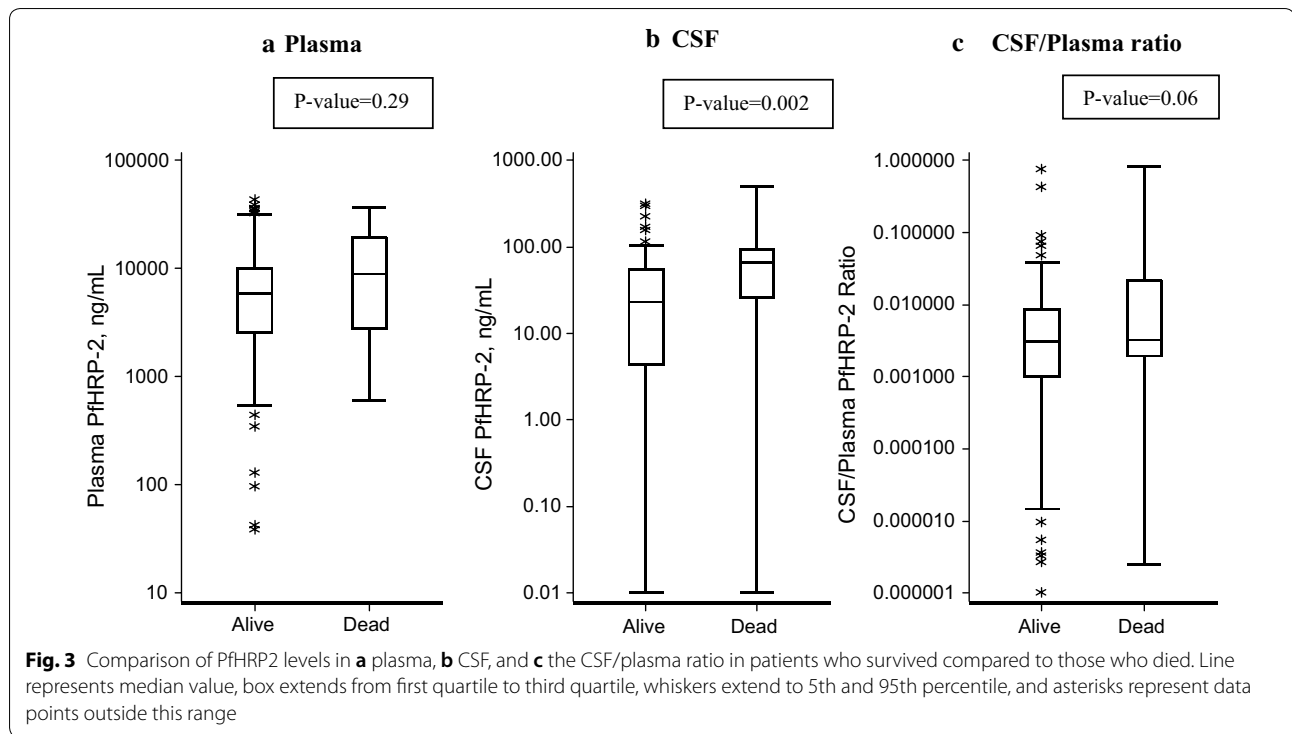 a Plasma
P-value=0.29
Plasma PfHRP-2, ng/mL
100000
10000
1000
100
10
Alive Dead
b CSF
P-value=0.002
CSF PfHRP-2, ng/mL
1000.00
100.00
10.00
1.00
0.10
0.01
Alive Dead
c CSF/Plasma ratio
P-value=0.06
CSF/Plasma PfHRP-2 Ratio
1.000000
0.100000
0.010000
0.001000
0.000100
0.000010
0.000001
Alive Dead
Fig. 3 Comparison of PfHRP2 levels in a plasma, b CSF, and c the CSF/plasma ratio in patients who survived compared to those who died. Line
represents median value, box extends from first quartile to third quartile, whiskers extend to 5th and 95th percentile, and asterisks represent data
points outside this range